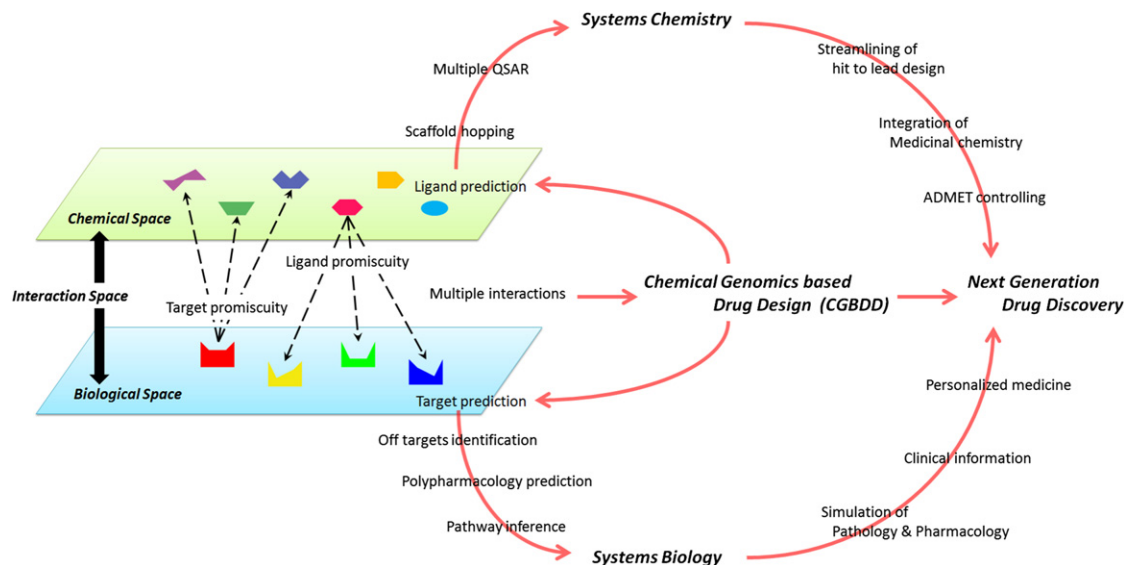 Systems Chemistry
Multiple QSAR
Streamlining of
hit to lead design
Scaffold hopping
Integration of
Medicinal chemistry
Ligand prediction
ADMET controlling
Chemical Space
Ligand promiscuity
Interaction Space
Target promiscuity
Multiple interactions
Chemical Genomics based
Drug Design (CGBDD)
Next Generation
Drug Discovery
Biological Space
Target prediction
Personalized medicine
Off targets identification
Polypharmacology prediction
Clinical information
Pathway inference
Simulation of
Pathology & Pharmacology
Systems Biology